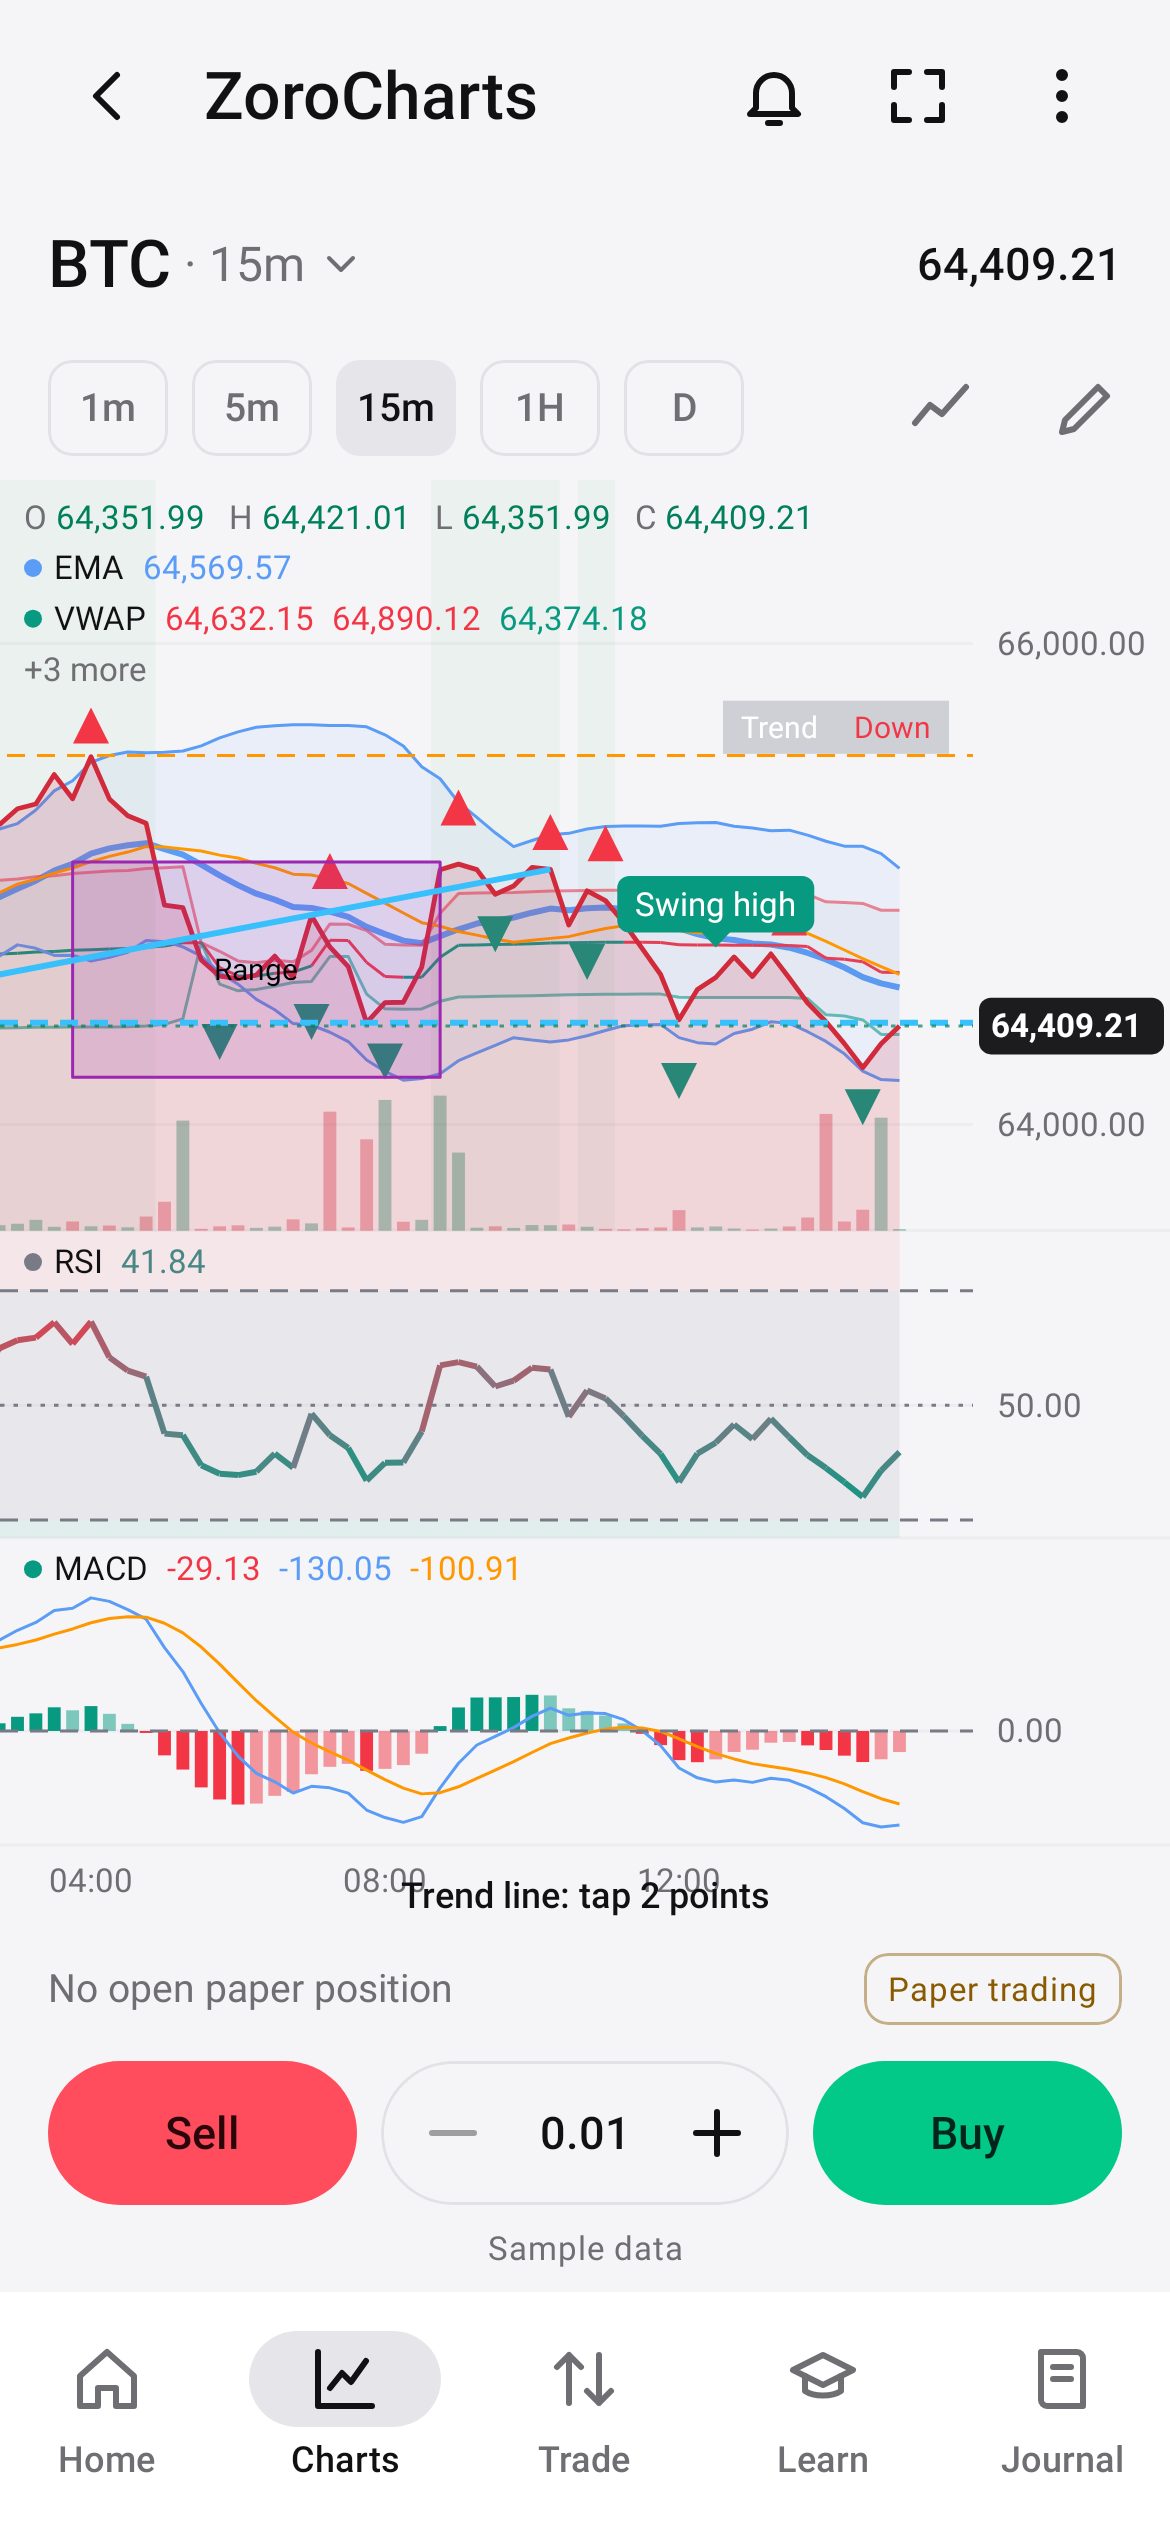 ZoroCharts
BTC · 15m 64,409.21
1m 5m 15m 1H D
O 64,351.99 H 64,421.01 L 64,351.99 C 64,409.21
EMA 64,569.57
VWAP 64,632.15 64,890.12 64,374.18
66,000.00
+3 more
Trend Down
Swing high
Range
64,409.21
64,000.00
RSI 41.84
50.00
MACD -29.13 -130.05 -100.91
0.00
04:00 08:00 12:00
Trend line: tap 2 points
No open paper position Paper trading
Sell 0.01 Buy
Sample data
Home Charts Trade Learn Journal